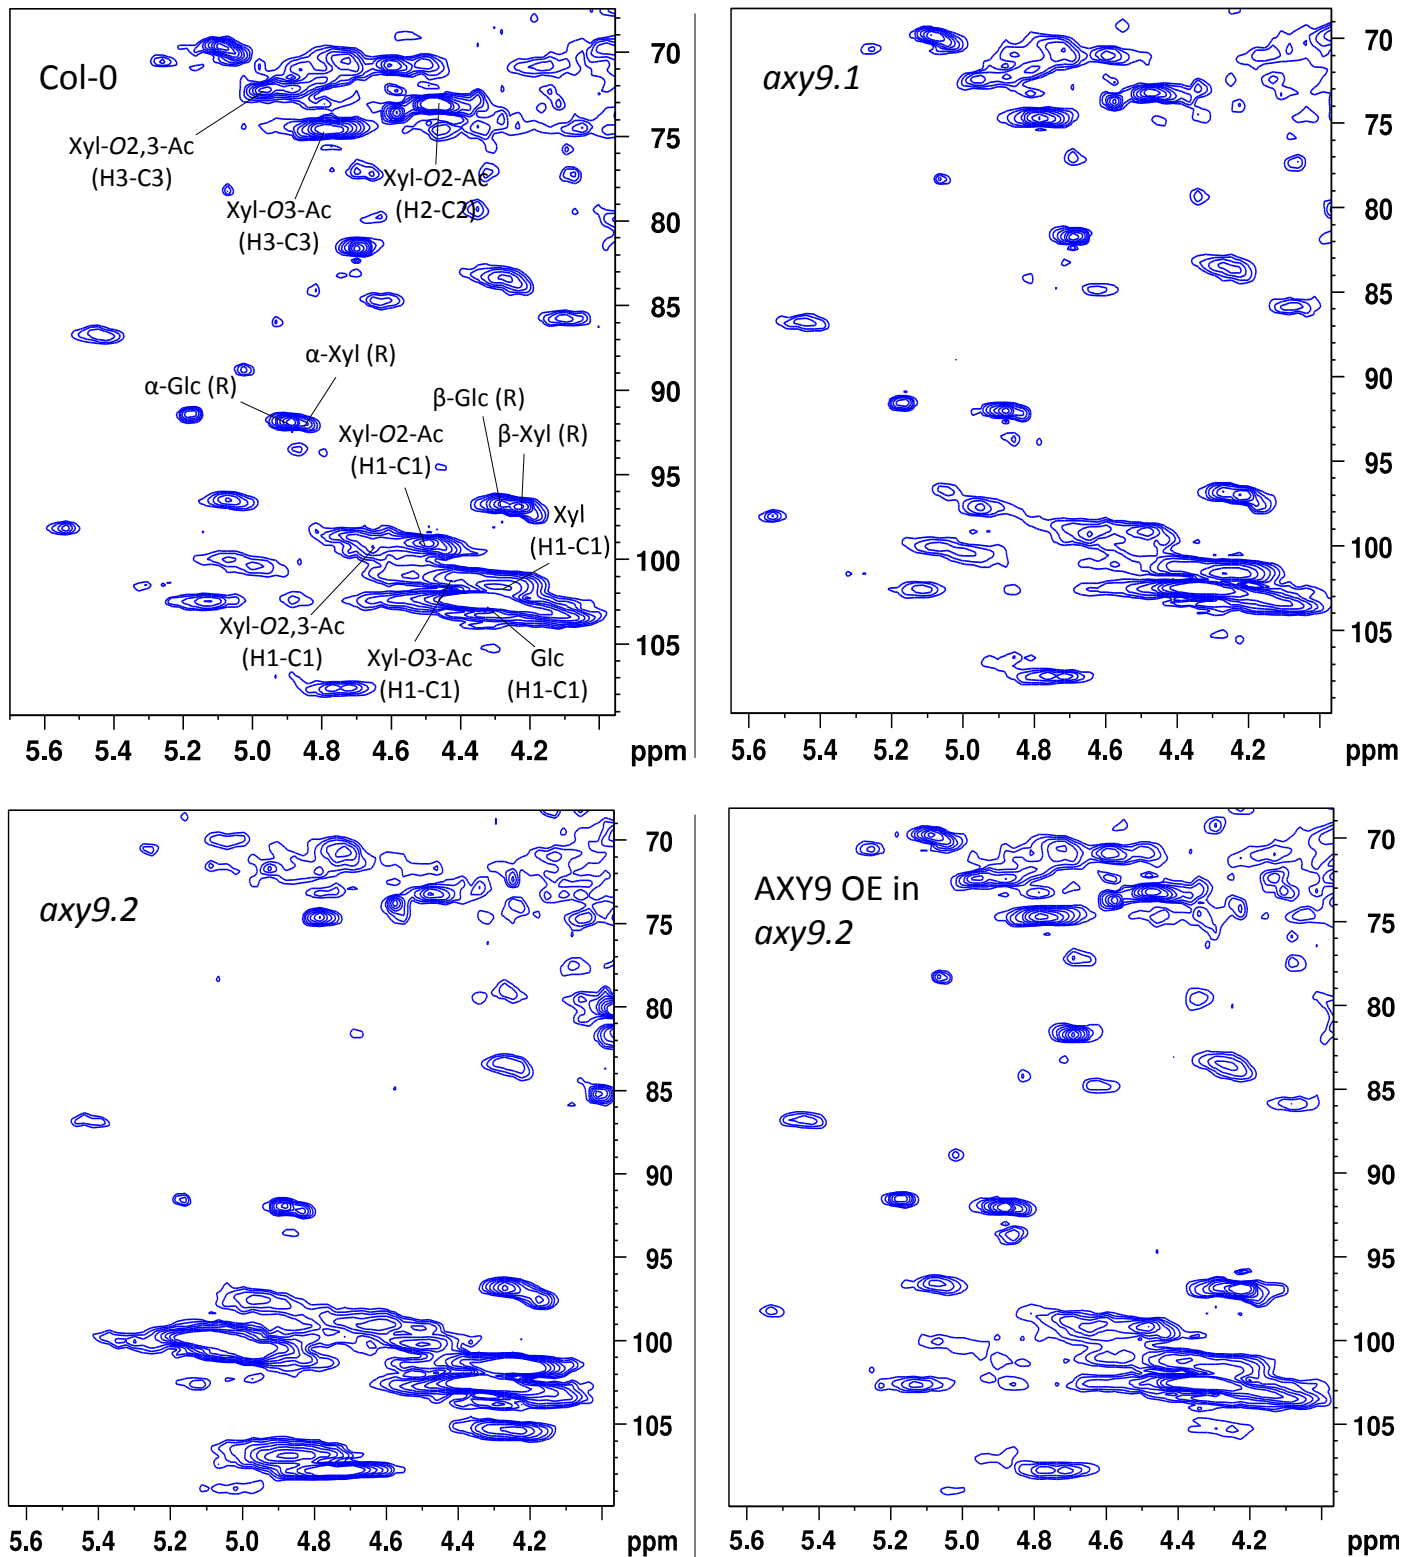 Col-0
Xyl-O2,3-Ac
(H3-C3)
Xyl-O3-Ac
(H3-C3)
Xyl-O2-Ac
(H2-C2)
α-Xyl (R)
α-Glc (R)
β-Glc (R)
Xyl-O2-Ac
(H1-C1)
β-Xyl (R)
Xyl
(H1-C1)
Xyl-O2,3-Ac
(H1-C1)
Xyl-O3-Ac
(H1-C1)
Glc
(H1-C1)
70
75
80
85
90
95
100
105
5.6 5.4 5.2 5.0 4.8 4.6 4.4 4.2 ppm
axy9.1
70
75
80
85
90
95
100
105
5.6 5.4 5.2 5.0 4.8 4.6 4.4 4.2 ppm
axy9.2
70
75
80
85
90
95
100
105
5.6 5.4 5.2 5.0 4.8 4.6 4.4 4.2 ppm
AXY9 OE in
axy9.2
70
75
80
85
90
95
100
105
5.6 5.4 5.2 5.0 4.8 4.6 4.4 4.2 ppm